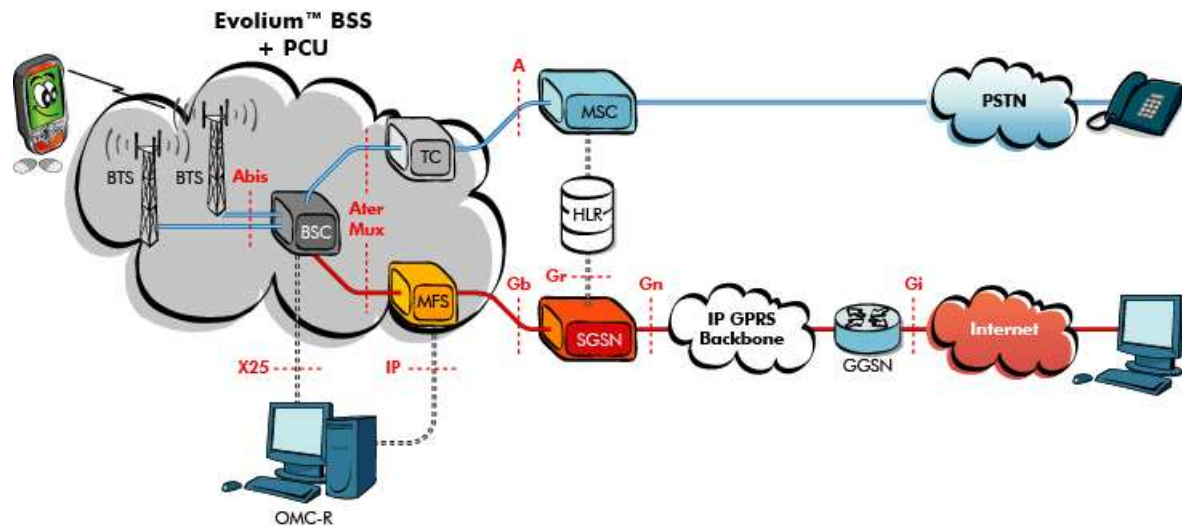 Evolium™ BSS
+ PCU
A
MSC
PSTN
TC
BTS
BTS
Abis
BSC
Ater
Mux
HLR
MFS
Gb
Gr
Gn
Gi
SGSN
IP GPRS
Backbone
GGSN
Internet
X25
IP
OMC-R